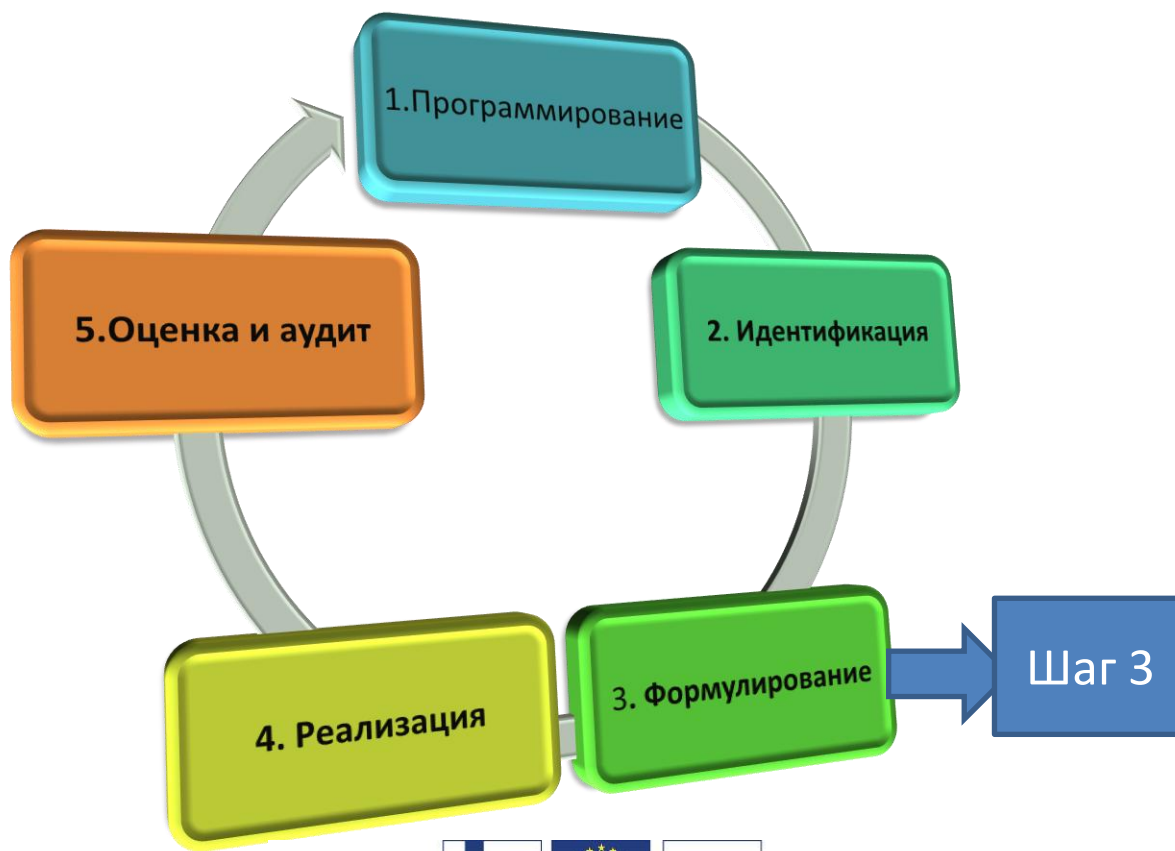 1.Программирование
2. Идентификация
3. Формулирование
Шаг 3
4. Реализация
5.Оценка и аудит